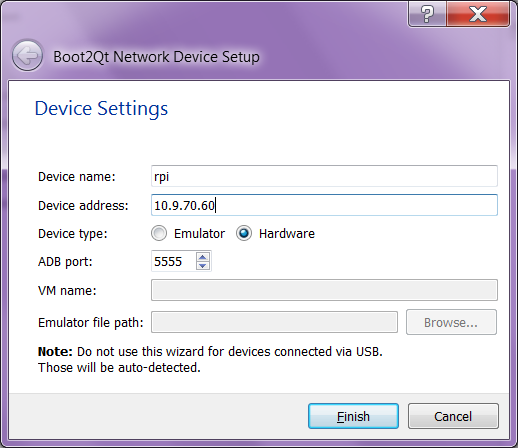 ?
Boot2Qt Network Device Setup
Device Settings
Device name: rpi
Device address: 10.9.70.60
Device type: Emulator Hardware
ADB port: 5555
VM name:
Emulator file path: Browse...
Note: Do not use this wizard for devices connected via USB.
Those will be auto-detected.
Finish Cancel